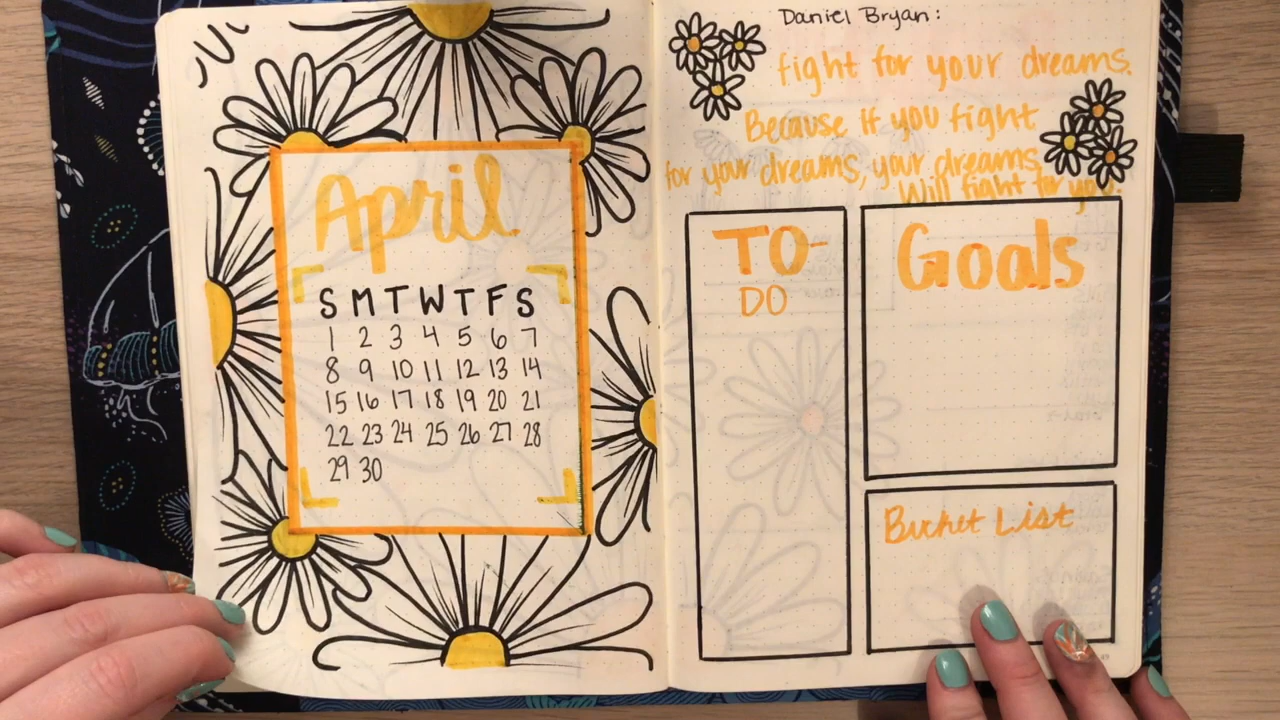 April
S M T W T F S
1 2 3 4 5 6 7
8 9 10 11 12 13 14
15 16 17 18 19 20 21
22 23 24 25 26 27 28
29 30
Daniel Bryan:
fight for your dreams.
Because if you fight
for your dreams, your dreams
Will fight for you.
TO-
DO
Goals
Bucket List